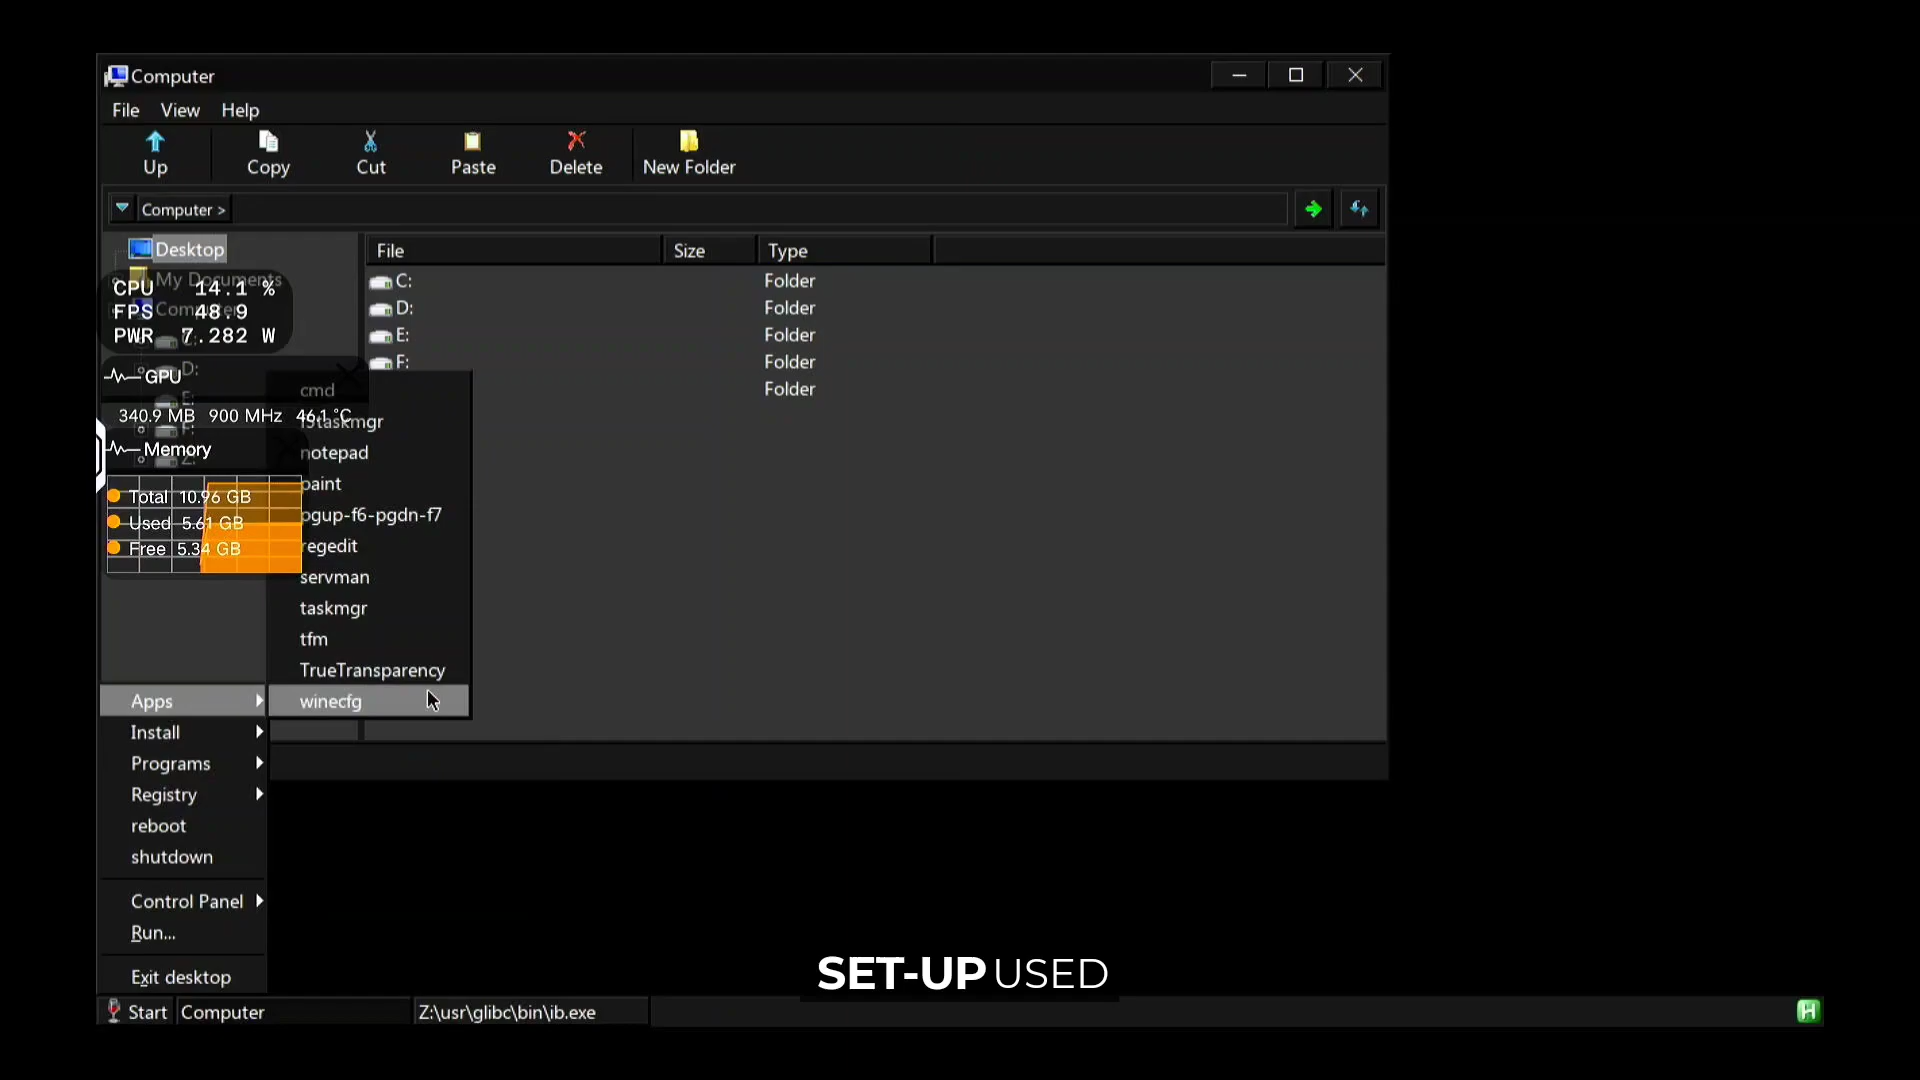 Computer
File View Help
Up Copy Cut Paste Delete New Folder
Computer >
Desktop
My Documents
File Size Type
C: Folder
D: Folder
E: Folder
F: Folder
Folder
CPU 14.1 %
FPS 48.9
PWR 7.282 W
D:
GPU
340.9 MB 900 MHz 46.1 °C
Memory
Total 10.96 GB
Used 5.61 GB
Free 5.34 GB
cmd
notepad
paint
pgup-f6-pgdn-f7
regedit
servman
taskmgr
tfm
TrueTransparency
winecfg
Apps
Install
Programs
Registry
reboot
shutdown
Control Panel
Run...
Exit desktop
SET-UP USED
Start Computer Z:\usr\glibc\bin\ib.exe H